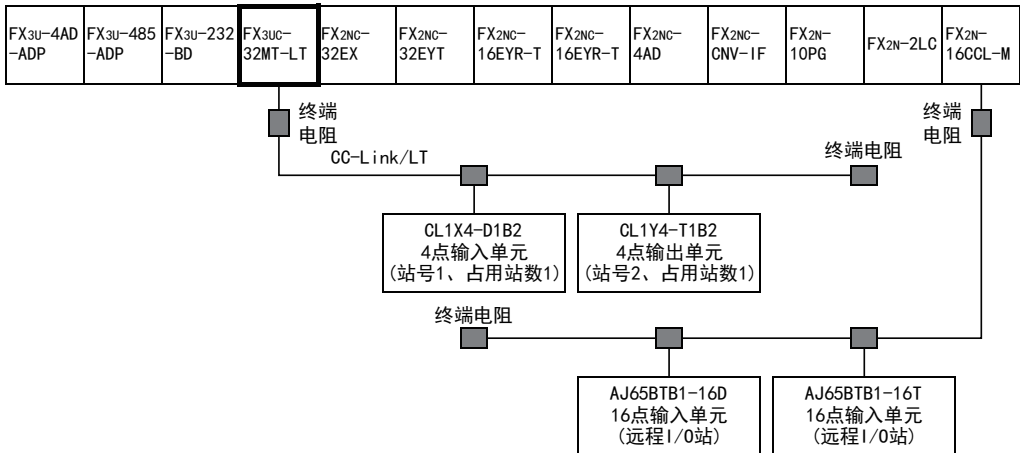 FX3U-4AD
-ADP
FX3U-485
-ADP
FX3U-232
-BD
FX3UC-
32MT-LT
FX2NC-
32EX
FX2NC-
32EYT
FX2NC-
16EYR-T
FX2NC-
16EYR-T
FX2NC-
4AD
FX2NC-
CNV-IF
FX2N-
10PG
FX2N-2LC
FX2N-
16CCL-M
终端
电阻
终端
电阻
CC-Link/LT
终端电阻
CL1X4-D1B2
4点输入单元
(站号1、占用站数1)
CL1Y4-T1B2
4点输出单元
(站号2、占用站数1)
终端电阻
AJ65BTB1-16D
16点输入单元
(远程I/O站)
AJ65BTB1-16T
16点输入单元
(远程I/O站)